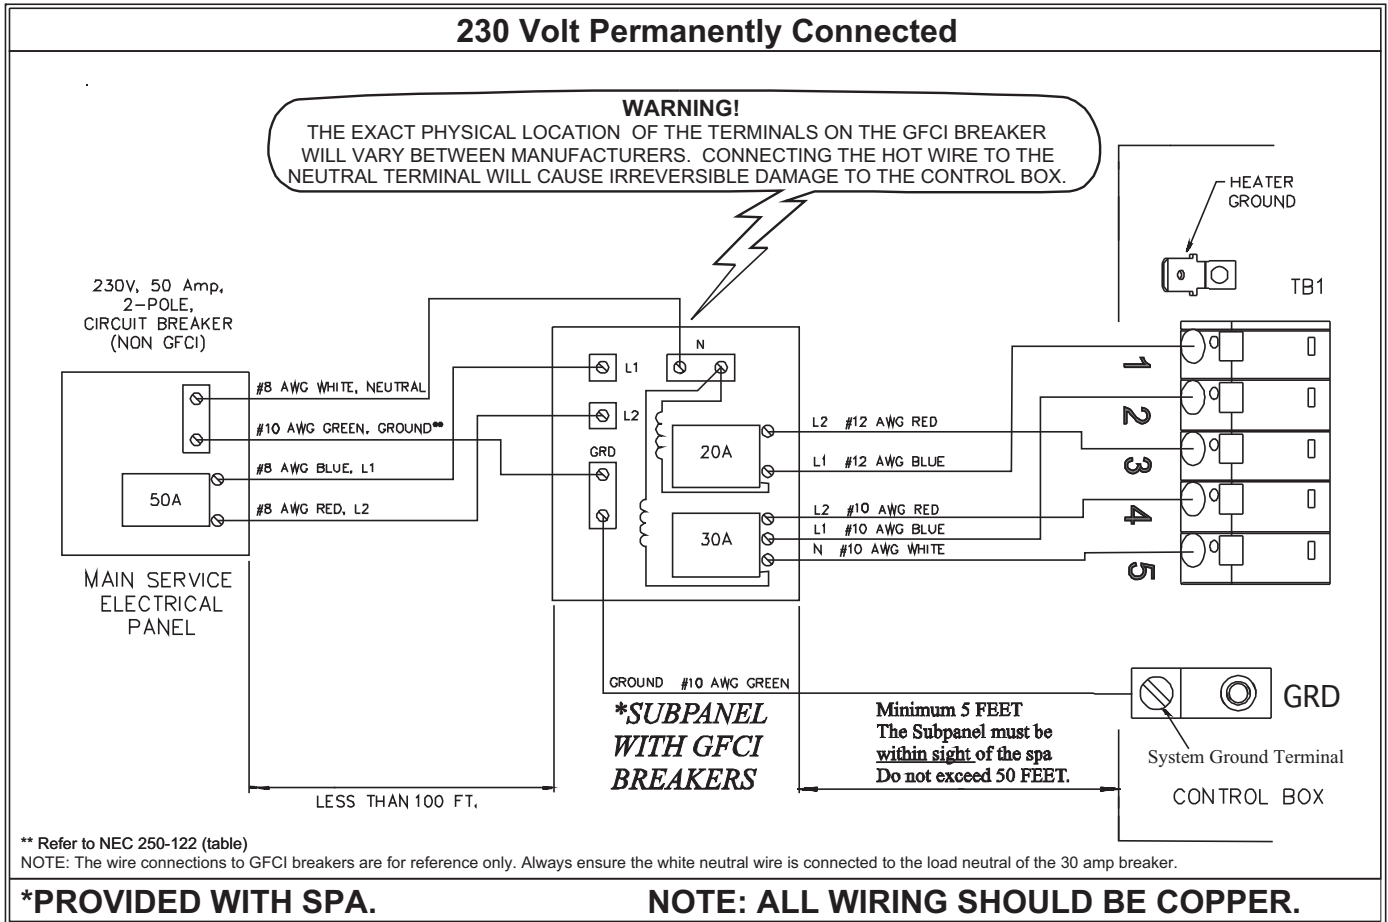 230 Volt Permanently Connected
WARNING!
THE EXACT PHYSICAL LOCATION OF THE TERMINALS ON THE GFCI BREAKER
WILL VARY BETWEEN MANUFACTURERS. CONNECTING THE HOT WIRE TO THE
NEUTRAL TERMINAL WILL CAUSE IRREVERSIBLE DAMAGE TO THE CONTROL BOX.
HEATER
GROUND
TB1
230V, 50 Amp,
2-POLE,
CIRCUIT BREAKER
(NON GFCI)
#8 AWG WHITE, NEUTRAL
#10 AWG GREEN, GROUND**
#8 AWG BLUE, L1
#8 AWG RED, L2
50A
MAIN SERVICE
ELECTRICAL
PANEL
N
L1
L2
GRD
20A
30A
L2 #12 AWG RED
L1 #12 AWG BLUE
L2 #10 AWG RED
L1 #10 AWG BLUE
N #10 AWG WHITE
1
2
3
4
5
GROUND #10 AWG GREEN
*SUBPANEL
WITH GFCI
BREAKERS
Minimum 5 FEET
The Subpanel must be
within sight of the spa
Do not exceed 50 FEET.
GRD
System Ground Terminal
CONTROL BOX
LESS THAN 100 FT.
** Refer to NEC 250-122 (table)
NOTE: The wire connections to GFCI breakers are for reference only. Always ensure the white neutral wire is connected to the load neutral of the 30 amp breaker.
*PROVIDED WITH SPA.
NOTE: ALL WIRING SHOULD BE COPPER.